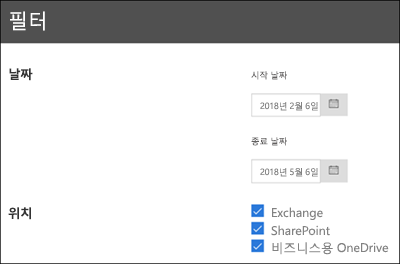 필터
날짜
시작 날짜
2018년 2월 6일
종료 날짜
2018년 5월 6일
위치
Exchange
SharePoint
비즈니스용 OneDrive